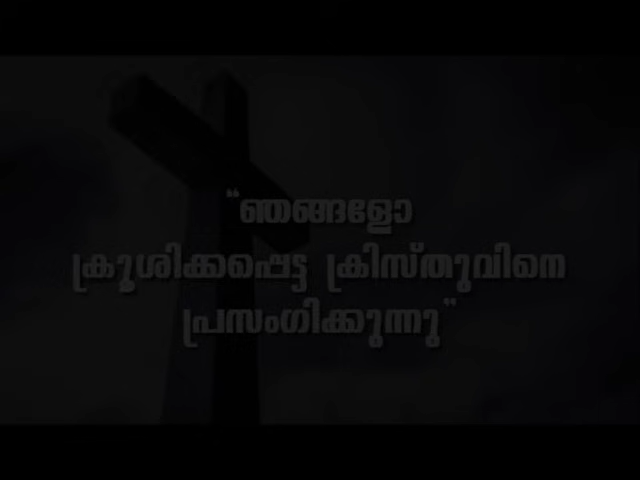 “ഞങ്ങളോ
ക്രൂശിക്കപ്പെട്ട ക്രിസ്തുവിനെ
പ്രസംഗിക്കുന്നു”